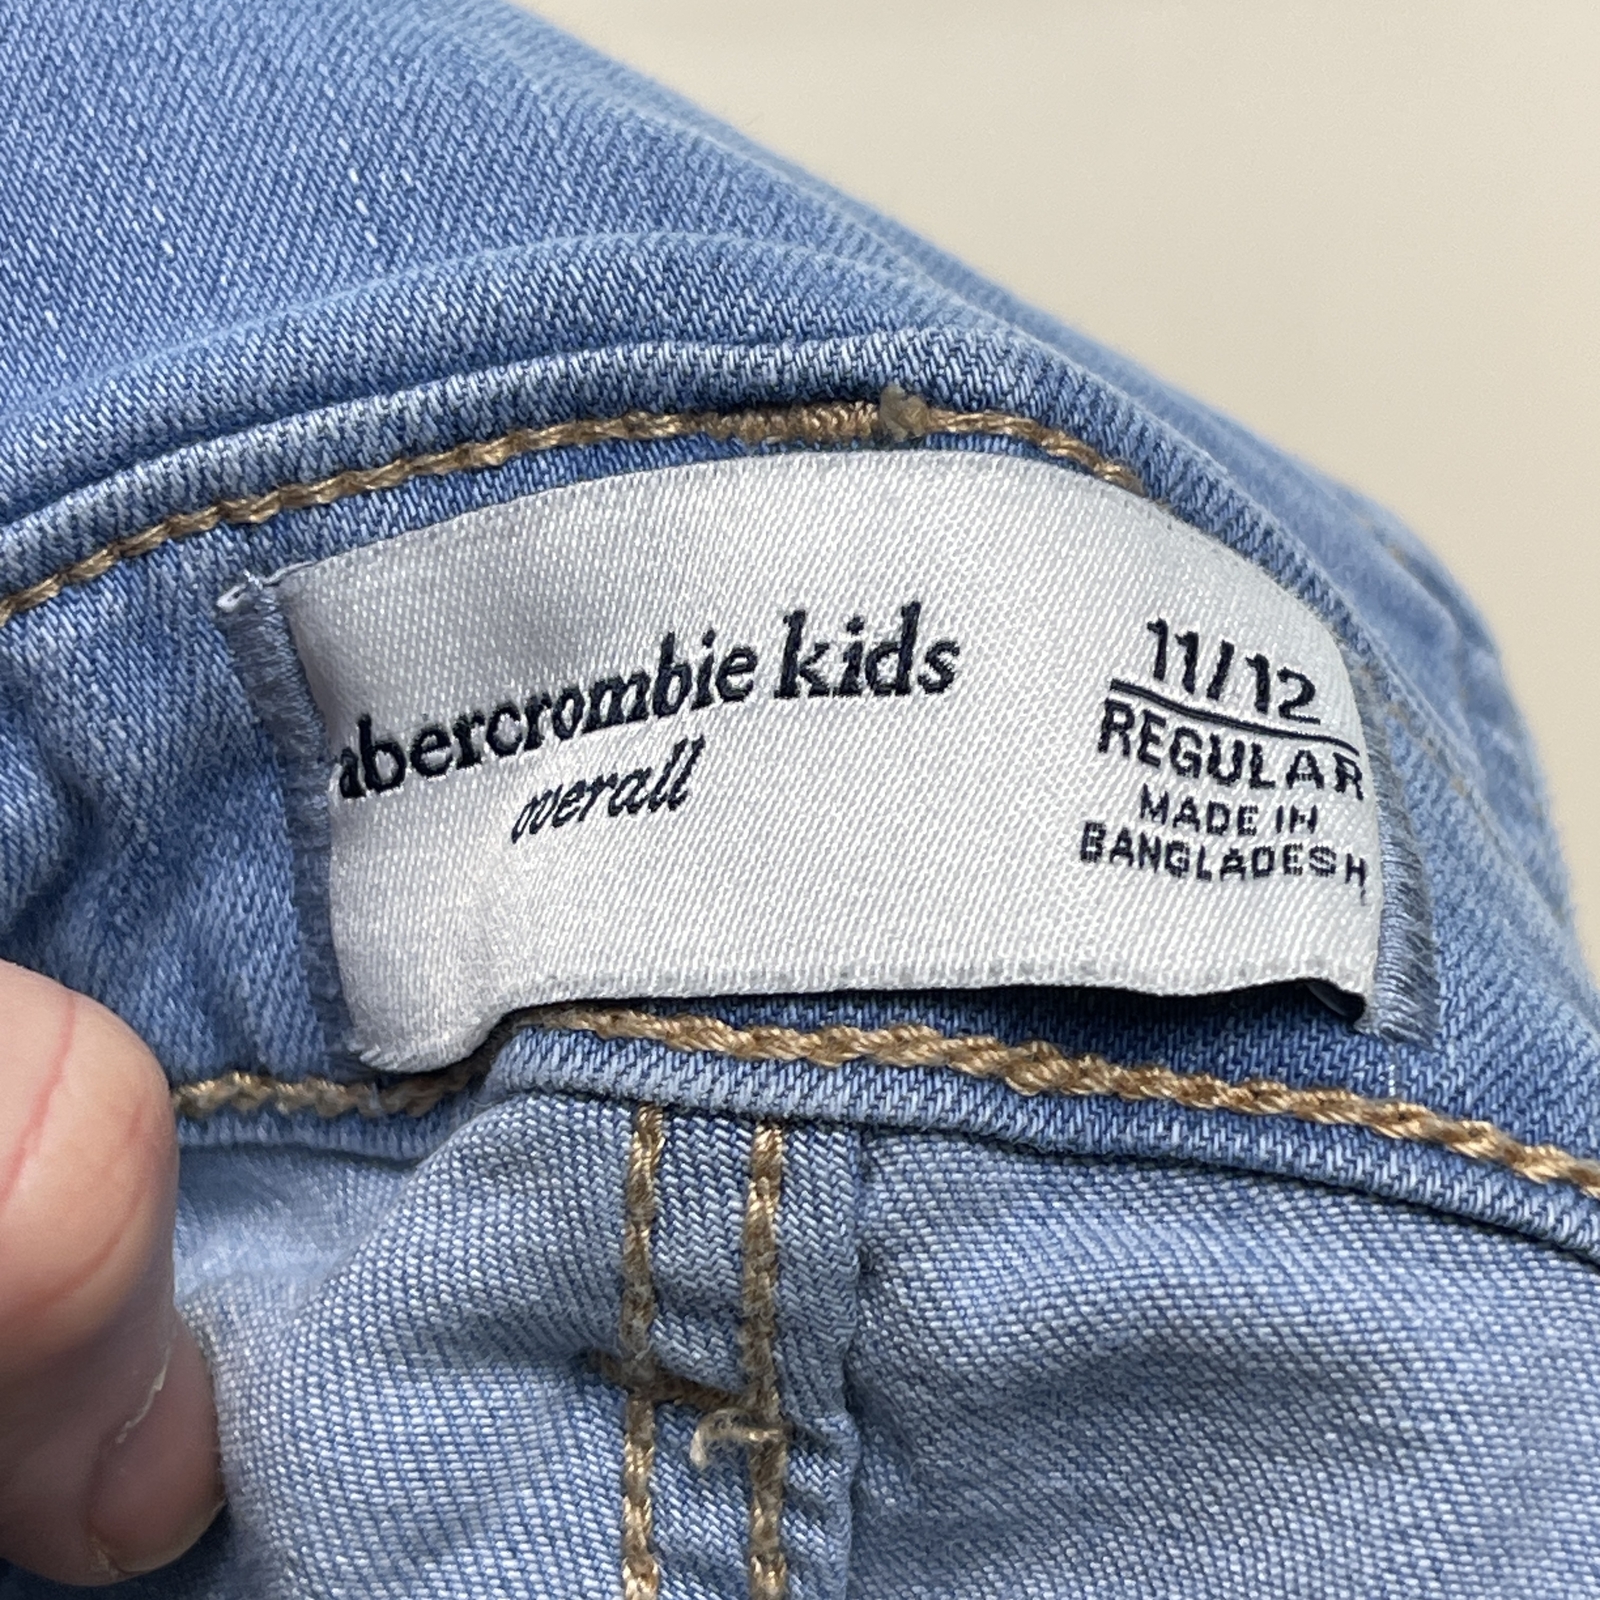 abercrombie kids
overall
11/12
REGULAR
MADE IN
BANGLADESH